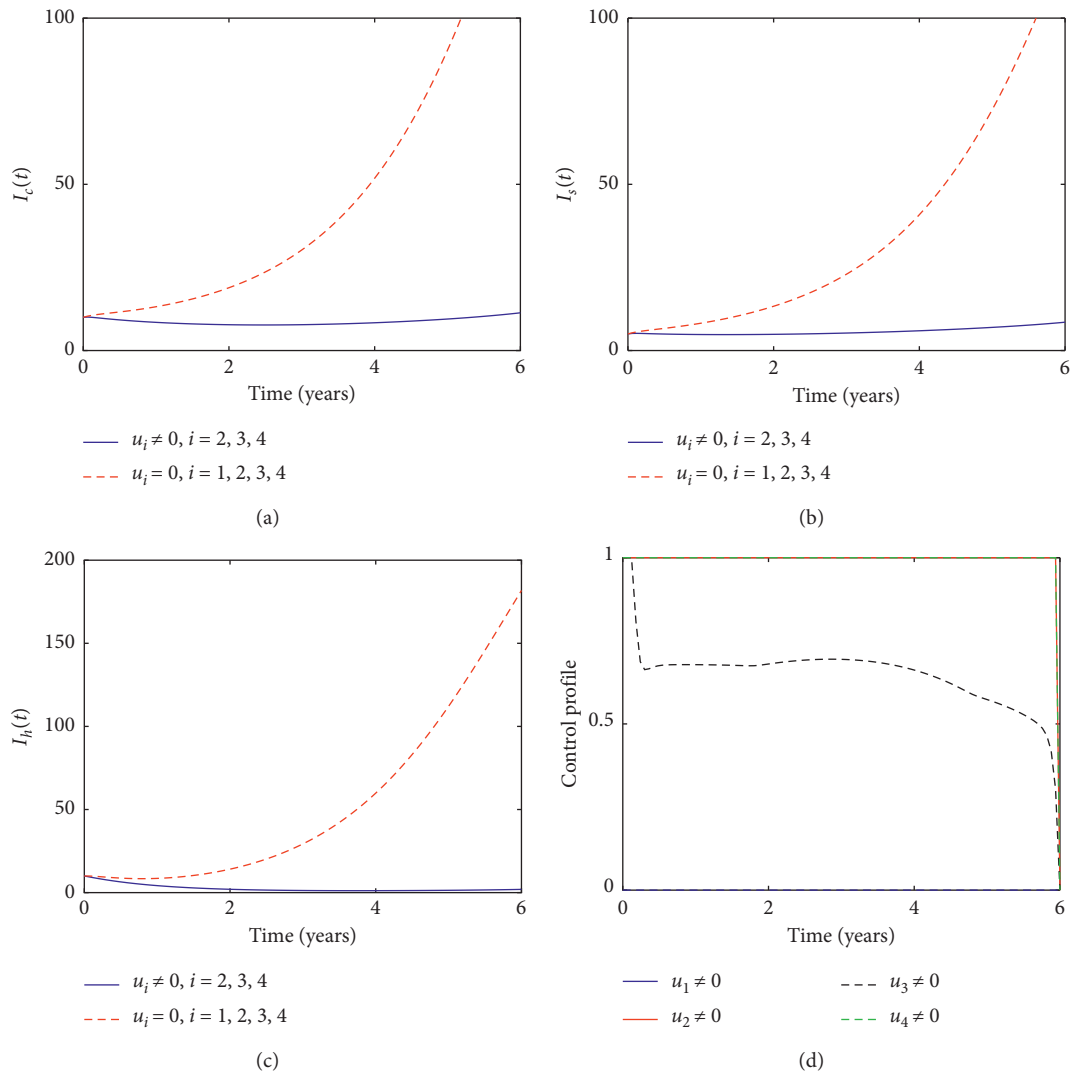 100
50
0
I_c(t)
0 2 4 6
Time (years)
u_i ≠ 0, i = 2, 3, 4
u_i = 0, i = 1, 2, 3, 4
(a)
100
50
0
I_s(t)
0 2 4 6
Time (years)
u_i ≠ 0, i = 2, 3, 4
u_i = 0, i = 1, 2, 3, 4
(b)
200
150
100
50
0
I_h(t)
0 2 4 6
Time (years)
u_i ≠ 0, i = 2, 3, 4
u_i = 0, i = 1, 2, 3, 4
(c)
1
0.5
0
Control profile
0 2 4 6
Time (years)
u_1 ≠ 0 u_3 ≠ 0
u_2 ≠ 0 u_4 ≠ 0
(d)